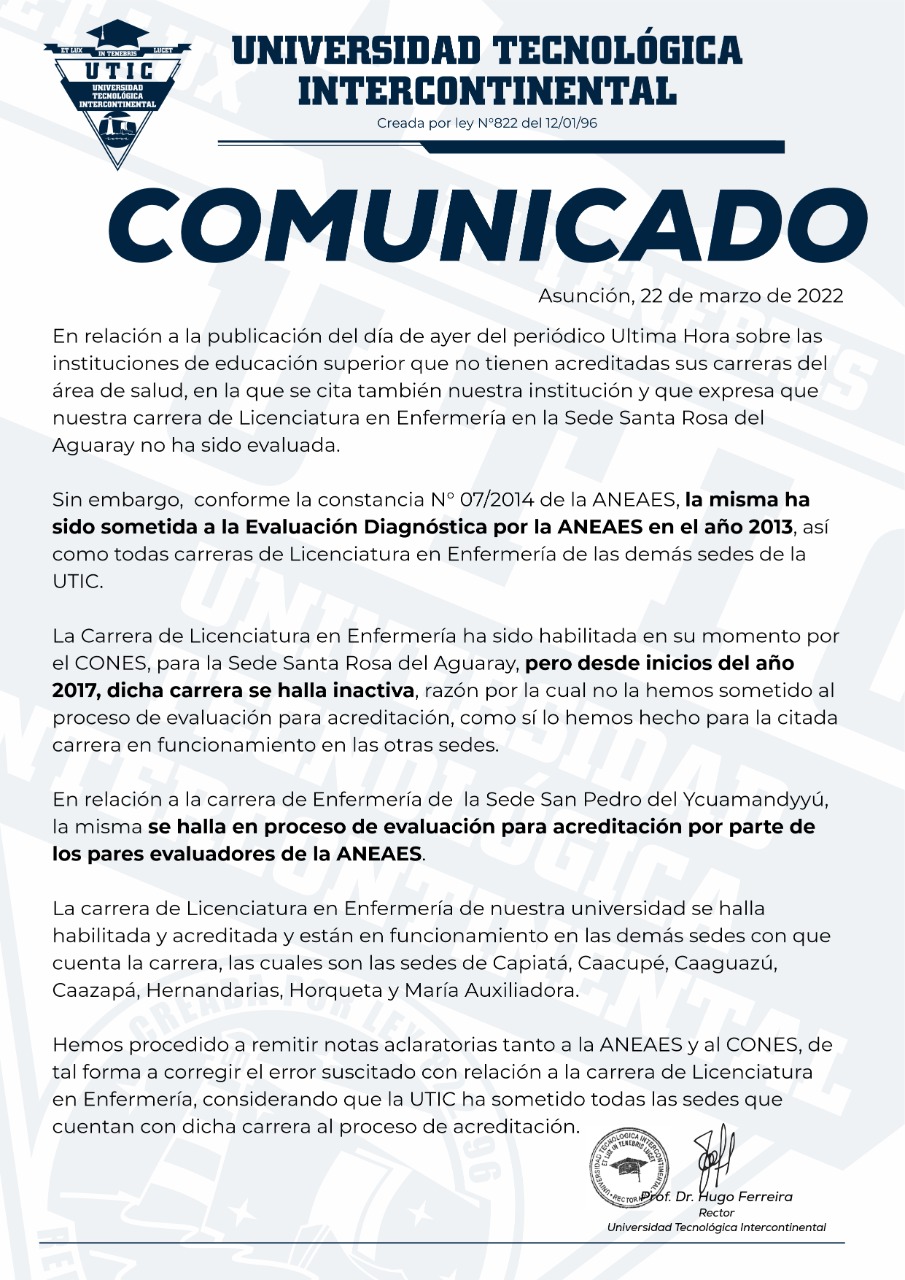 ET LUX IN TENEBRIS LUCET
UTIC
UNIVERSIDAD
TECNOLÓGICA
INTERCONTINENTAL
UNIVERSIDAD TECNOLÓGICA
INTERCONTINENTAL
Creada por ley N°822 del 12/01/96
COMUNICADO
Asunción, 22 de marzo de 2022
En relación a la publicación del día de ayer del periódico Ultima Hora sobre las
instituciones de educación superior que no tienen acreditadas sus carreras del
área de salud, en la que se cita también nuestra institución y que expresa que
nuestra carrera de Licenciatura en Enfermería en la Sede Santa Rosa del
Aguaray no ha sido evaluada.
Sin embargo, conforme la constancia N° 07/2014 de la ANEAES, la misma ha
sido sometida a la Evaluación Diagnóstica por la ANEAES en el año 2013, así
como todas carreras de Licenciatura en Enfermería de las demás sedes de la
UTIC.
La Carrera de Licenciatura en Enfermería ha sido habilitada en su momento por
el CONES, para la Sede Santa Rosa del Aguaray, pero desde inicios del año
2017, dicha carrera se halla inactiva, razón por la cual no la hemos sometido al
proceso de evaluación para acreditación, como sí lo hemos hecho para la citada
carrera en funcionamiento en las otras sedes.
En relación a la carrera de Enfermería de la Sede San Pedro del Ycuamandyyú,
la misma se halla en proceso de evaluación para acreditación por parte de
los pares evaluadores de la ANEAES.
La carrera de Licenciatura en Enfermería de nuestra universidad se halla
habilitada y acreditada y están en funcionamiento en las demás sedes con que
cuenta la carrera, las cuales son las sedes de Capiatá, Caacupé, Caaguazú,
Caazapá, Hernandarias, Horqueta y María Auxiliadora.
Hemos procedido a remitir notas aclaratorias tanto a la ANEAES y al CONES, de
tal forma a corregir el error suscitado con relación a la carrera de Licenciatura
en Enfermería, considerando que la UTIC ha sometido todas las sedes que
cuentan con dicha carrera al proceso de acreditación.
UNIVERSIDAD TECNOLOGICA INTERCONTINENTAL
ET LUX IN TENEBRIS LUCET
Prof. Dr. Hugo Ferreira
Rector
Universidad Tecnológica Intercontinental